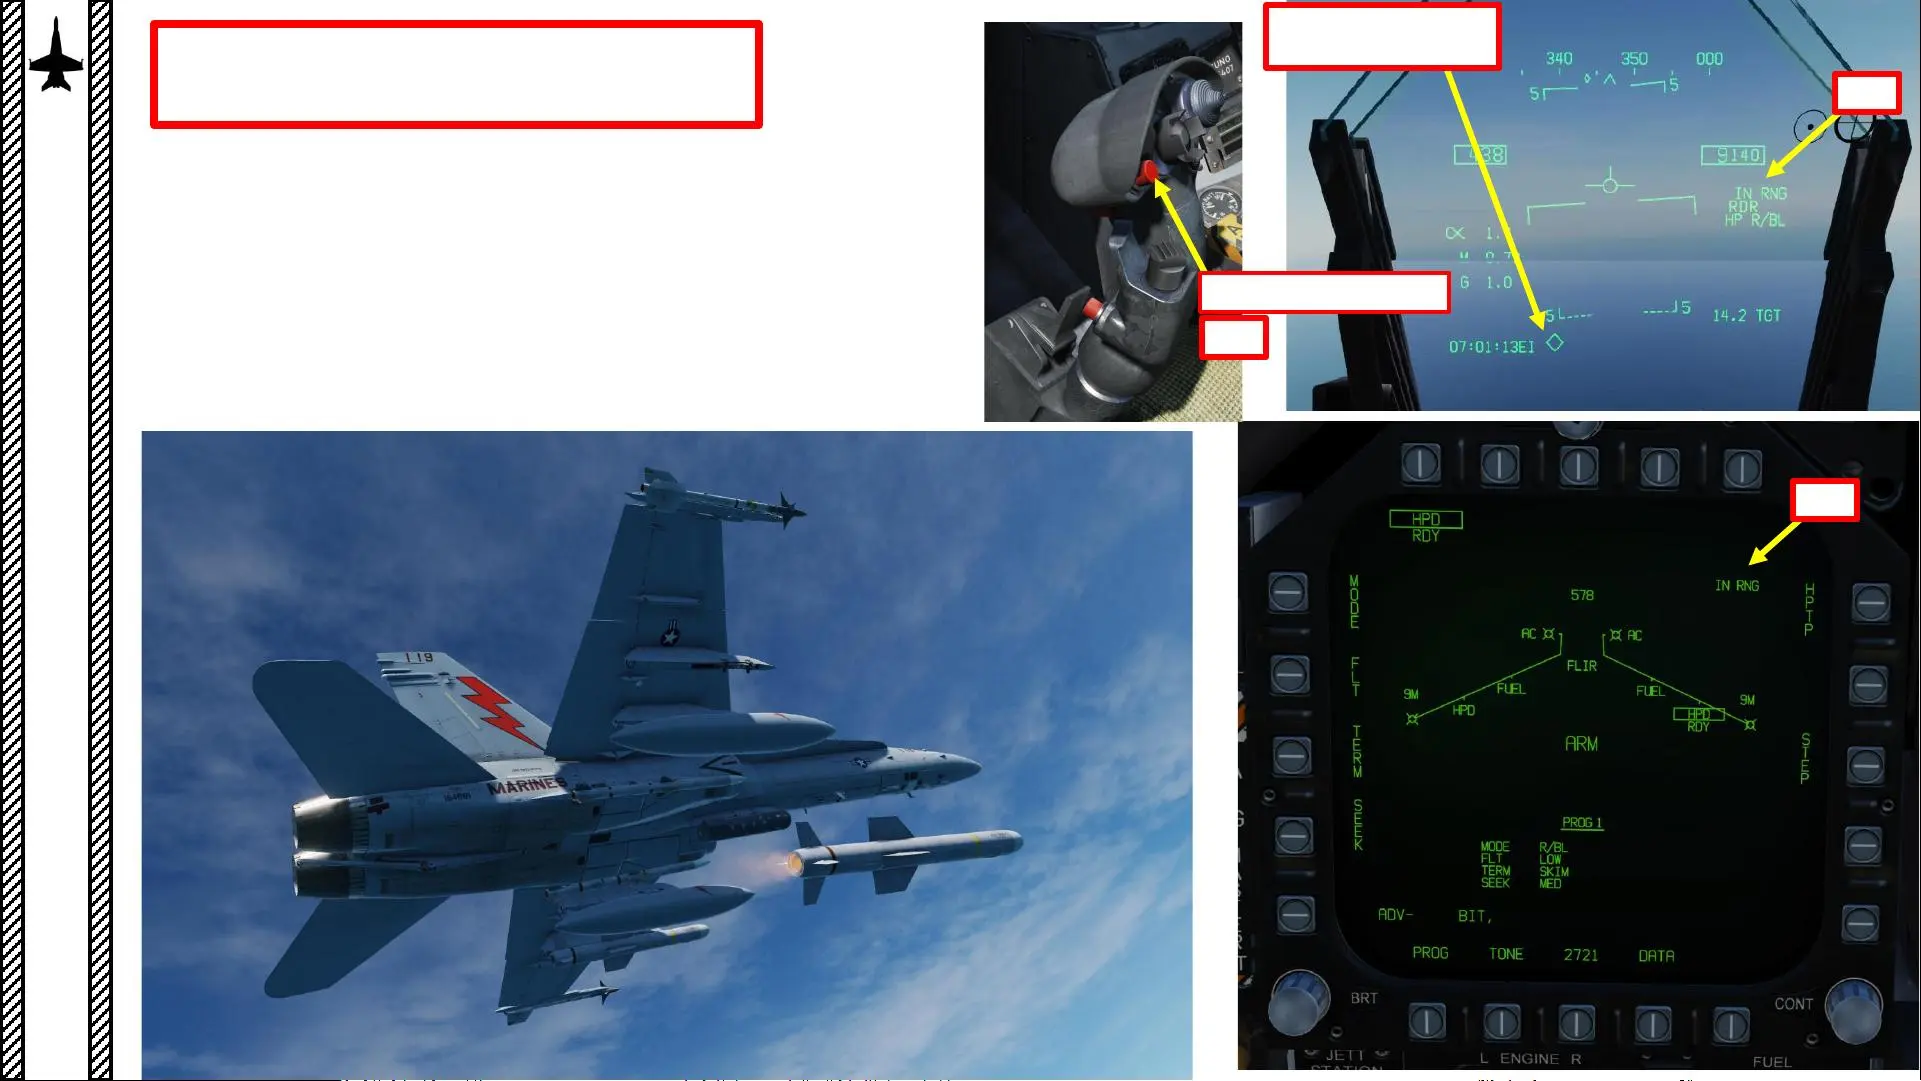 340 350 000
5 5
438 9140
IN RNG
RDR
HP R/BL
α 1.
M 0.7
G 1.0
5 5
14.2 TGT
07:01:13EI
119
MARINES
HPD
RDY
IN RNG
MODE
HPTP
578
AC AC
FLIR
FLT
FUEL FUEL
9M 9M
HPD HPD
RDY
TERM
ARM
STEP
SEEK
PROG 1
MODE R/BL
FLT LOW
TERM SKIM
SEEK MED
ADV- BIT,
PROG TONE 2721 DATA
BRT CONT
JETT
STATION
L ENGINE R
FUEL